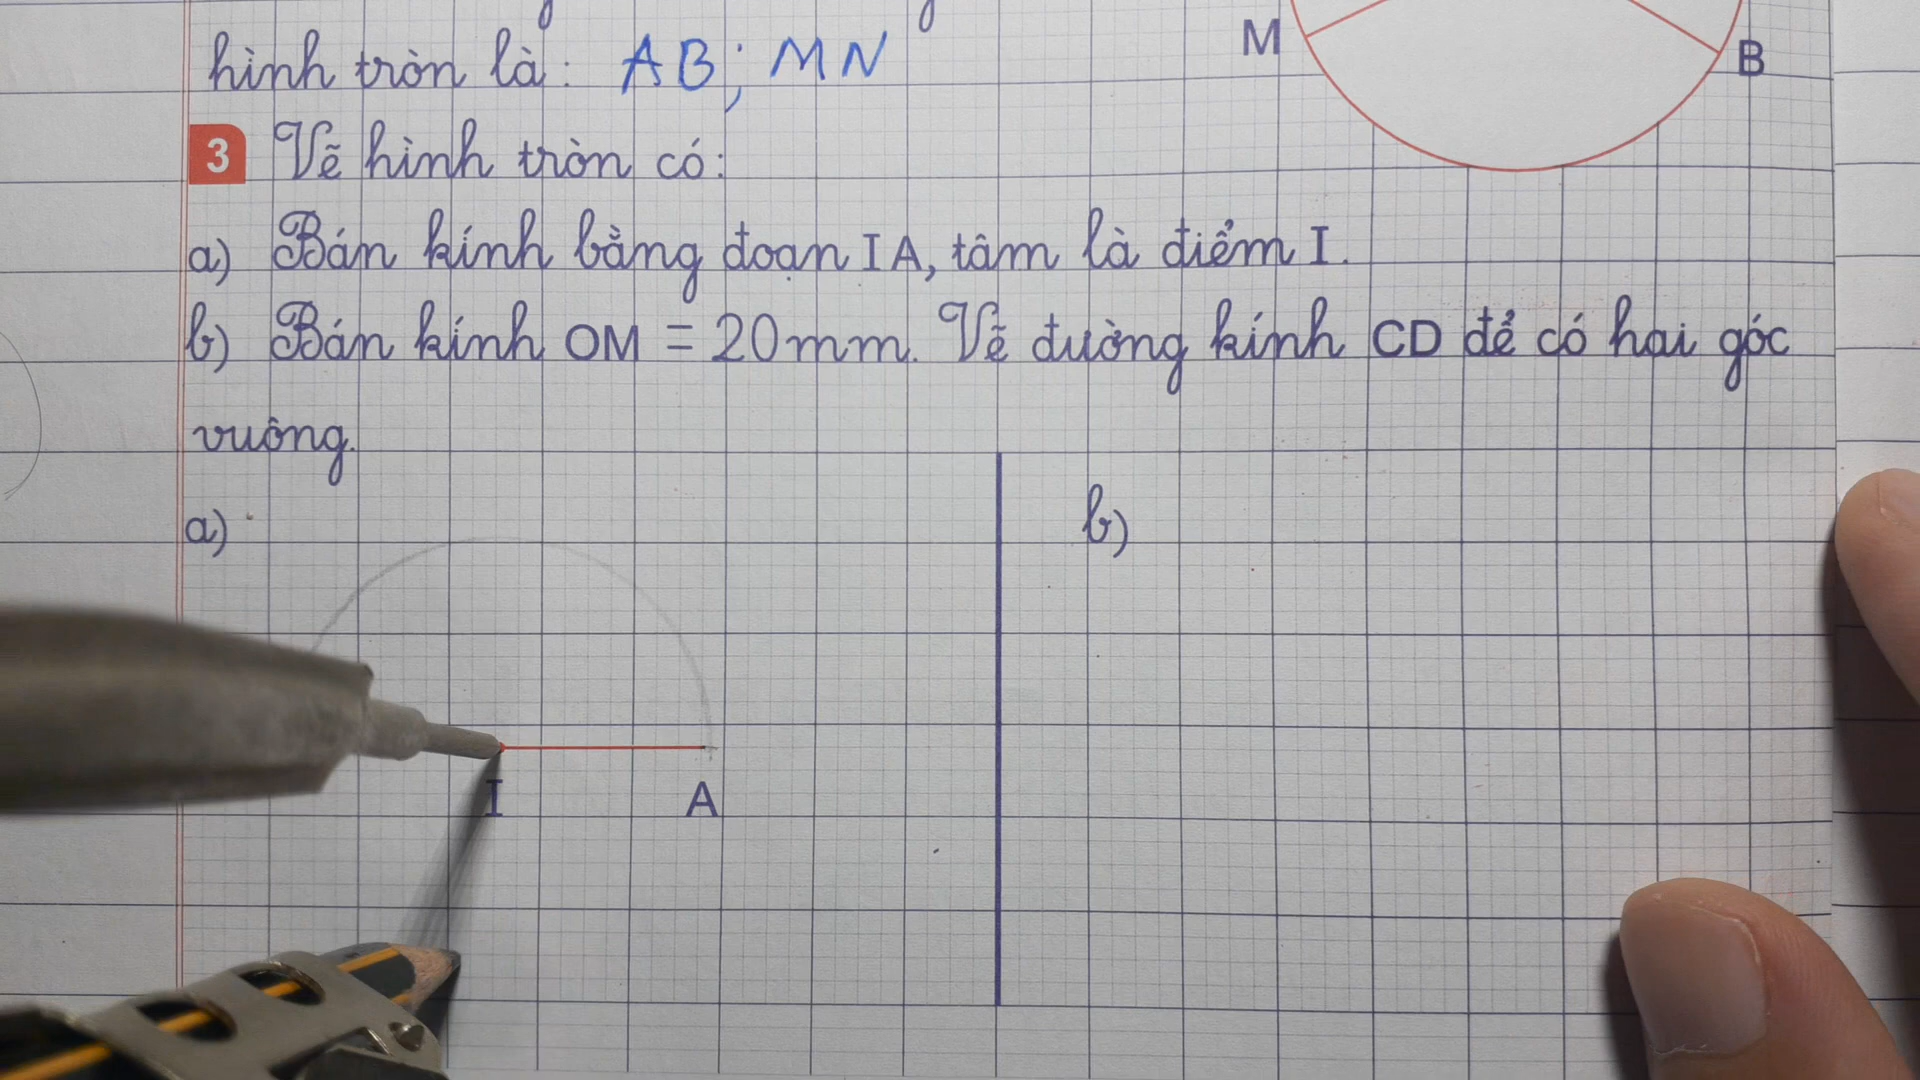 hình tròn là: AB; MN
M
B
3 Vẽ hình tròn có:
a) Bán kính bằng đoạn IA, tâm là điểm I.
b) Bán kính OM = 20mm. Vẽ đường kính CD để có hai góc
vuông.
a)
b)
I A